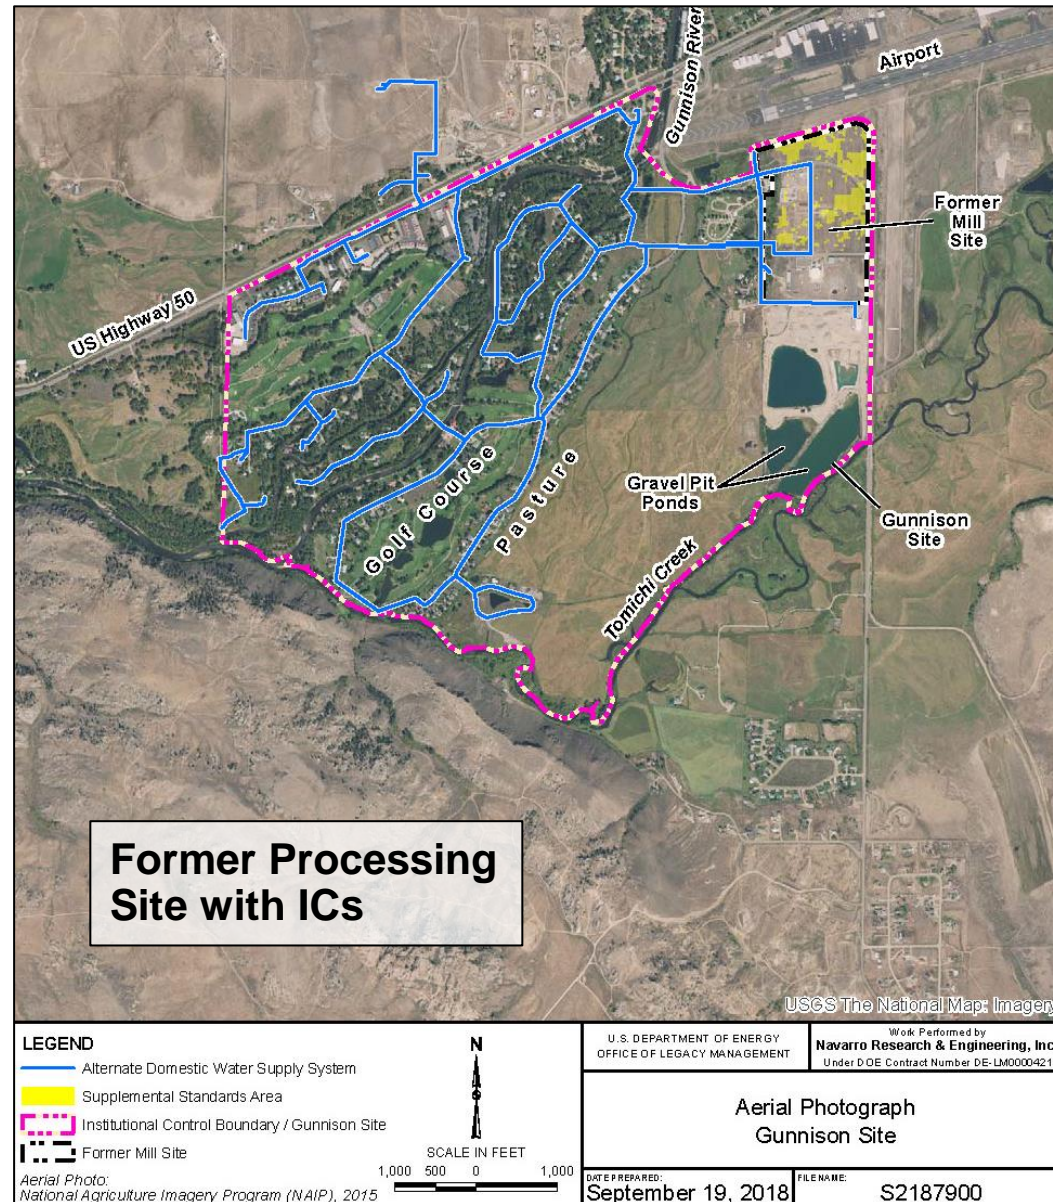 Gunnison River
Airport
Former
Mill
Site
US Highway 50
Golf Course
Pasture
Gravel Pit
Ponds
Gunnison
Site
Tomichi Creek
Former Processing
Site with ICs
USGS The National Map: Imagery
LEGEND
Alternate Domestic Water Supply System
Supplemental Standards Area
Institutional Control Boundary / Gunnison Site
Former Mill Site
Aerial Photo:
National Agriculture Imagery Program (NAIP), 2015
N
SCALE IN FEET
1,000 500 0 1,000
U.S. DEPARTMENT OF ENERGY
OFFICE OF LEGACY MANAGEMENT
Work Performed by
Navarro Research & Engineering, Inc
Under DOE Contract Number DE-LM0000421
Aerial Photograph
Gunnison Site
DATE PREPARED:
September 19, 2018
FILENAME:
S2187900